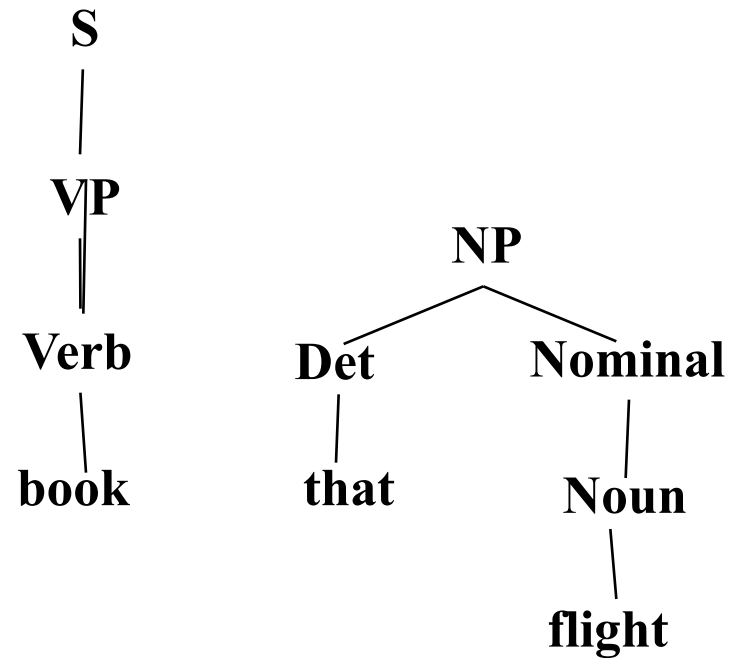 S
VP
NP
Verb
Det Nominal
book that Noun
flight